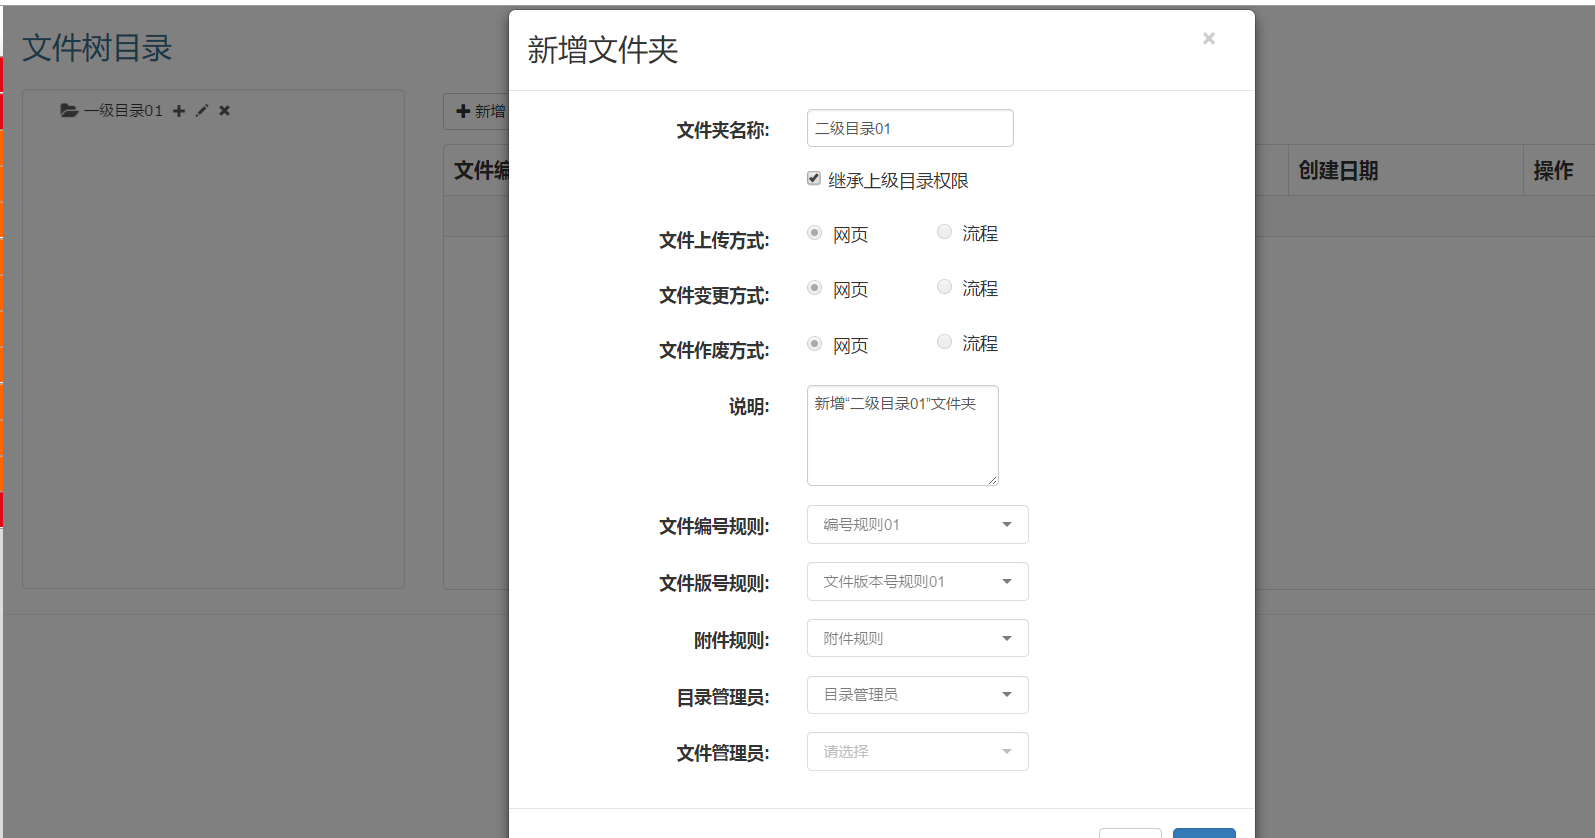 文件树目录
一级目录01
新增
文件编
创建日期
操作
新增文件夹
×
文件夹名称:
二级目录01
继承上级目录权限
文件上传方式:
网页
流程
文件变更方式:
网页
流程
文件作废方式:
网页
流程
说明:
新增“二级目录01”文件夹
文件编号规则:
编号规则01
文件版号规则:
文件版本号规则01
附件规则:
附件规则
目录管理员:
目录管理员
文件管理员:
请选择